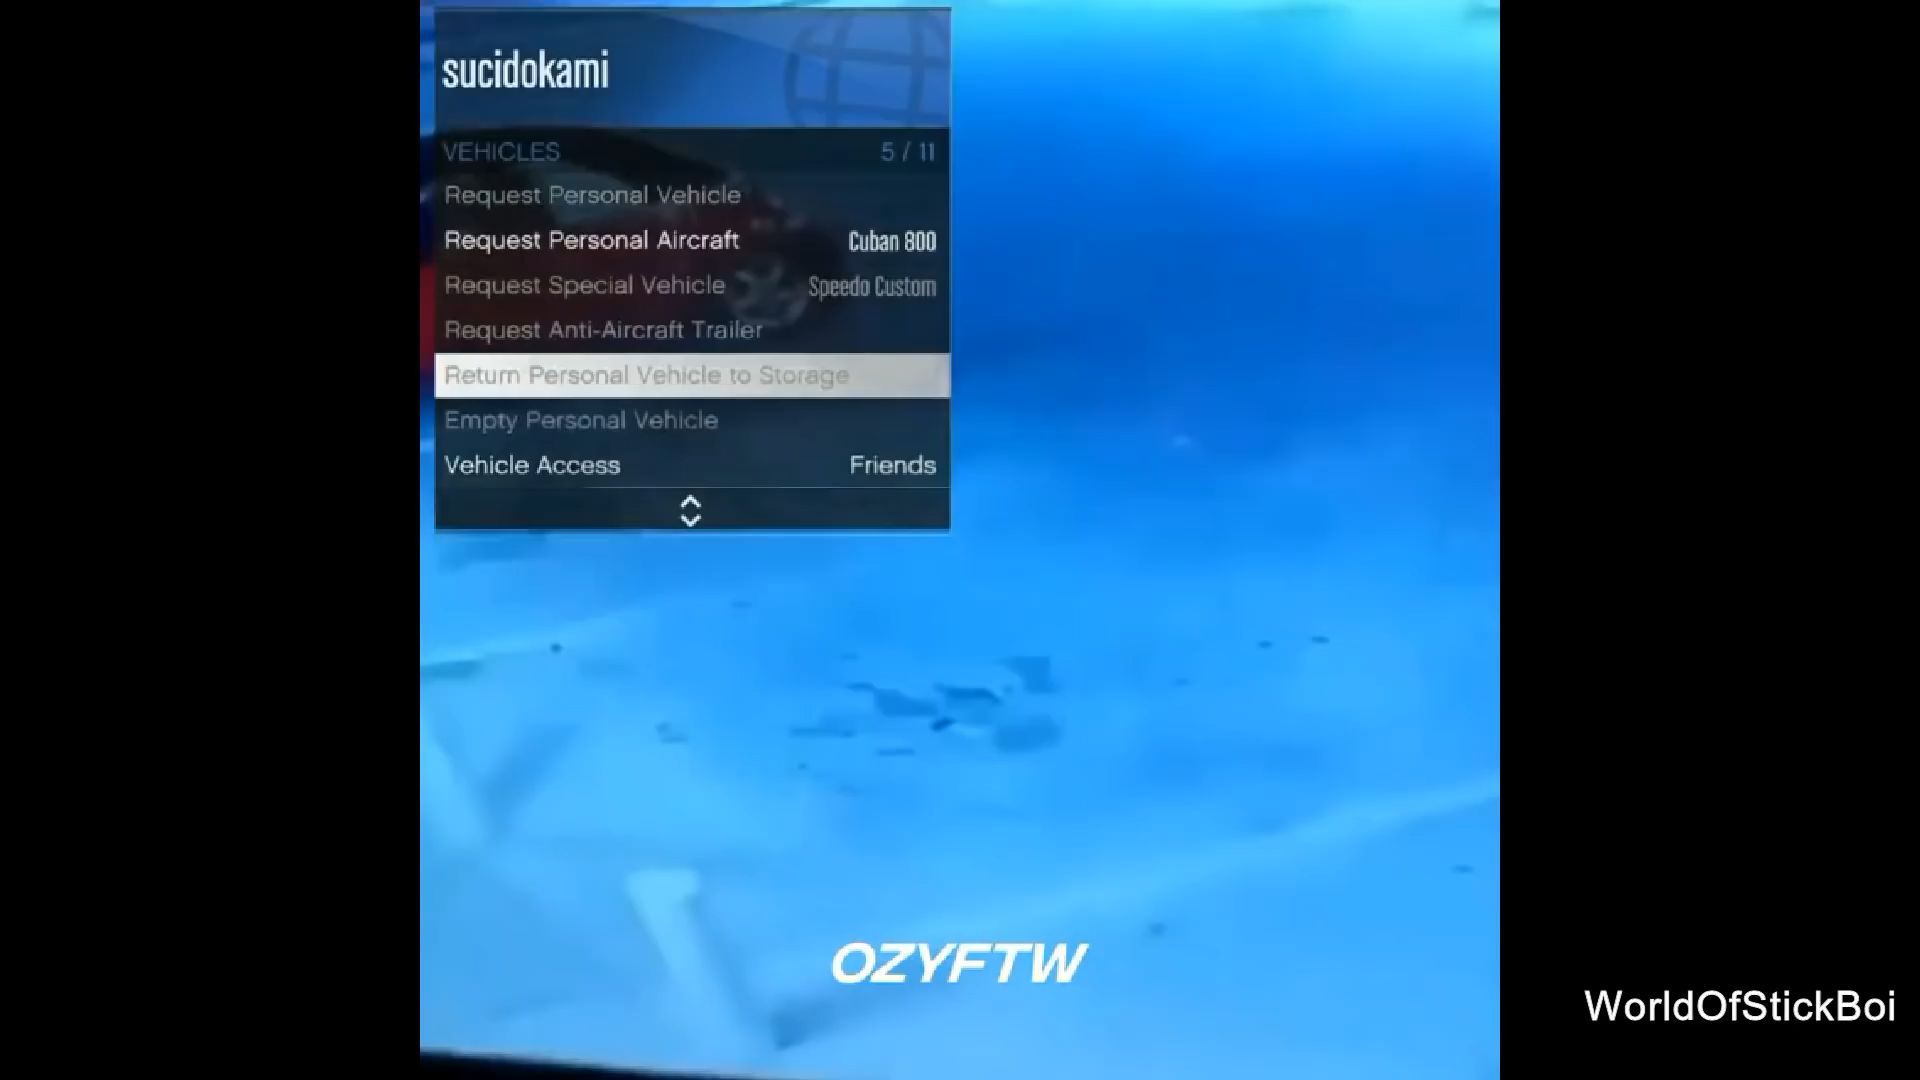 sucidokami
VEHICLES 5 / 11
Request Personal Vehicle
Request Personal Aircraft Cuban 800
Request Special Vehicle Speedo Custom
Request Anti-Aircraft Trailer
Return Personal Vehicle to Storage
Empty Personal Vehicle
Vehicle Access Friends
OZYFTW
WorldOfStickBoi